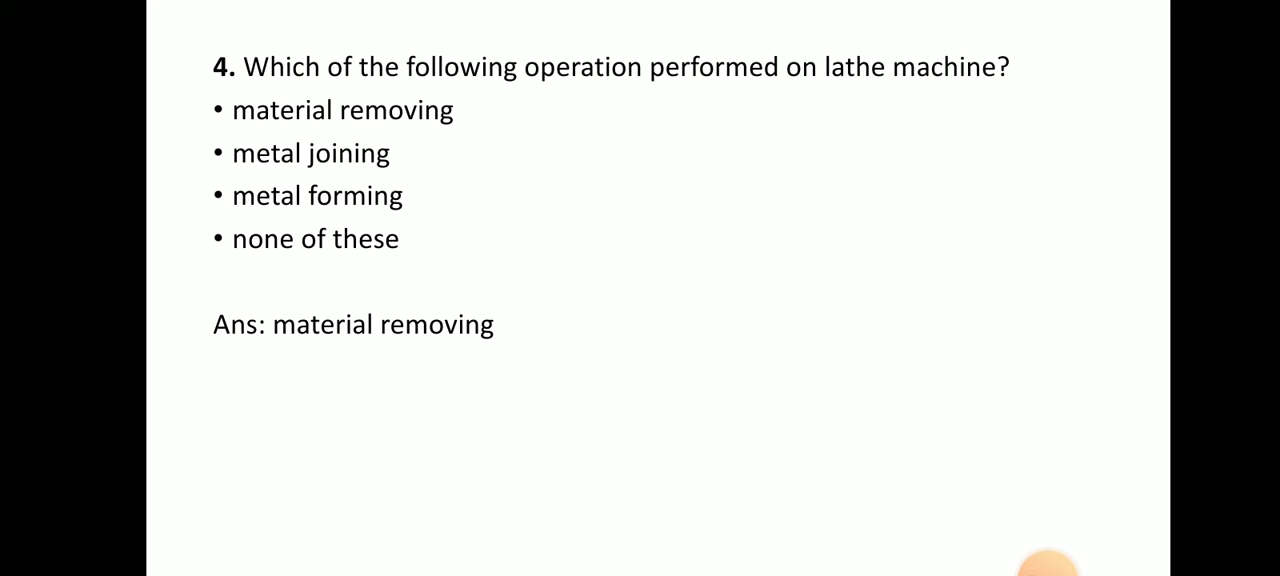 4. Which of the following operation performed on lathe machine?
• material removing
• metal joining
• metal forming
• none of these
Ans: material removing